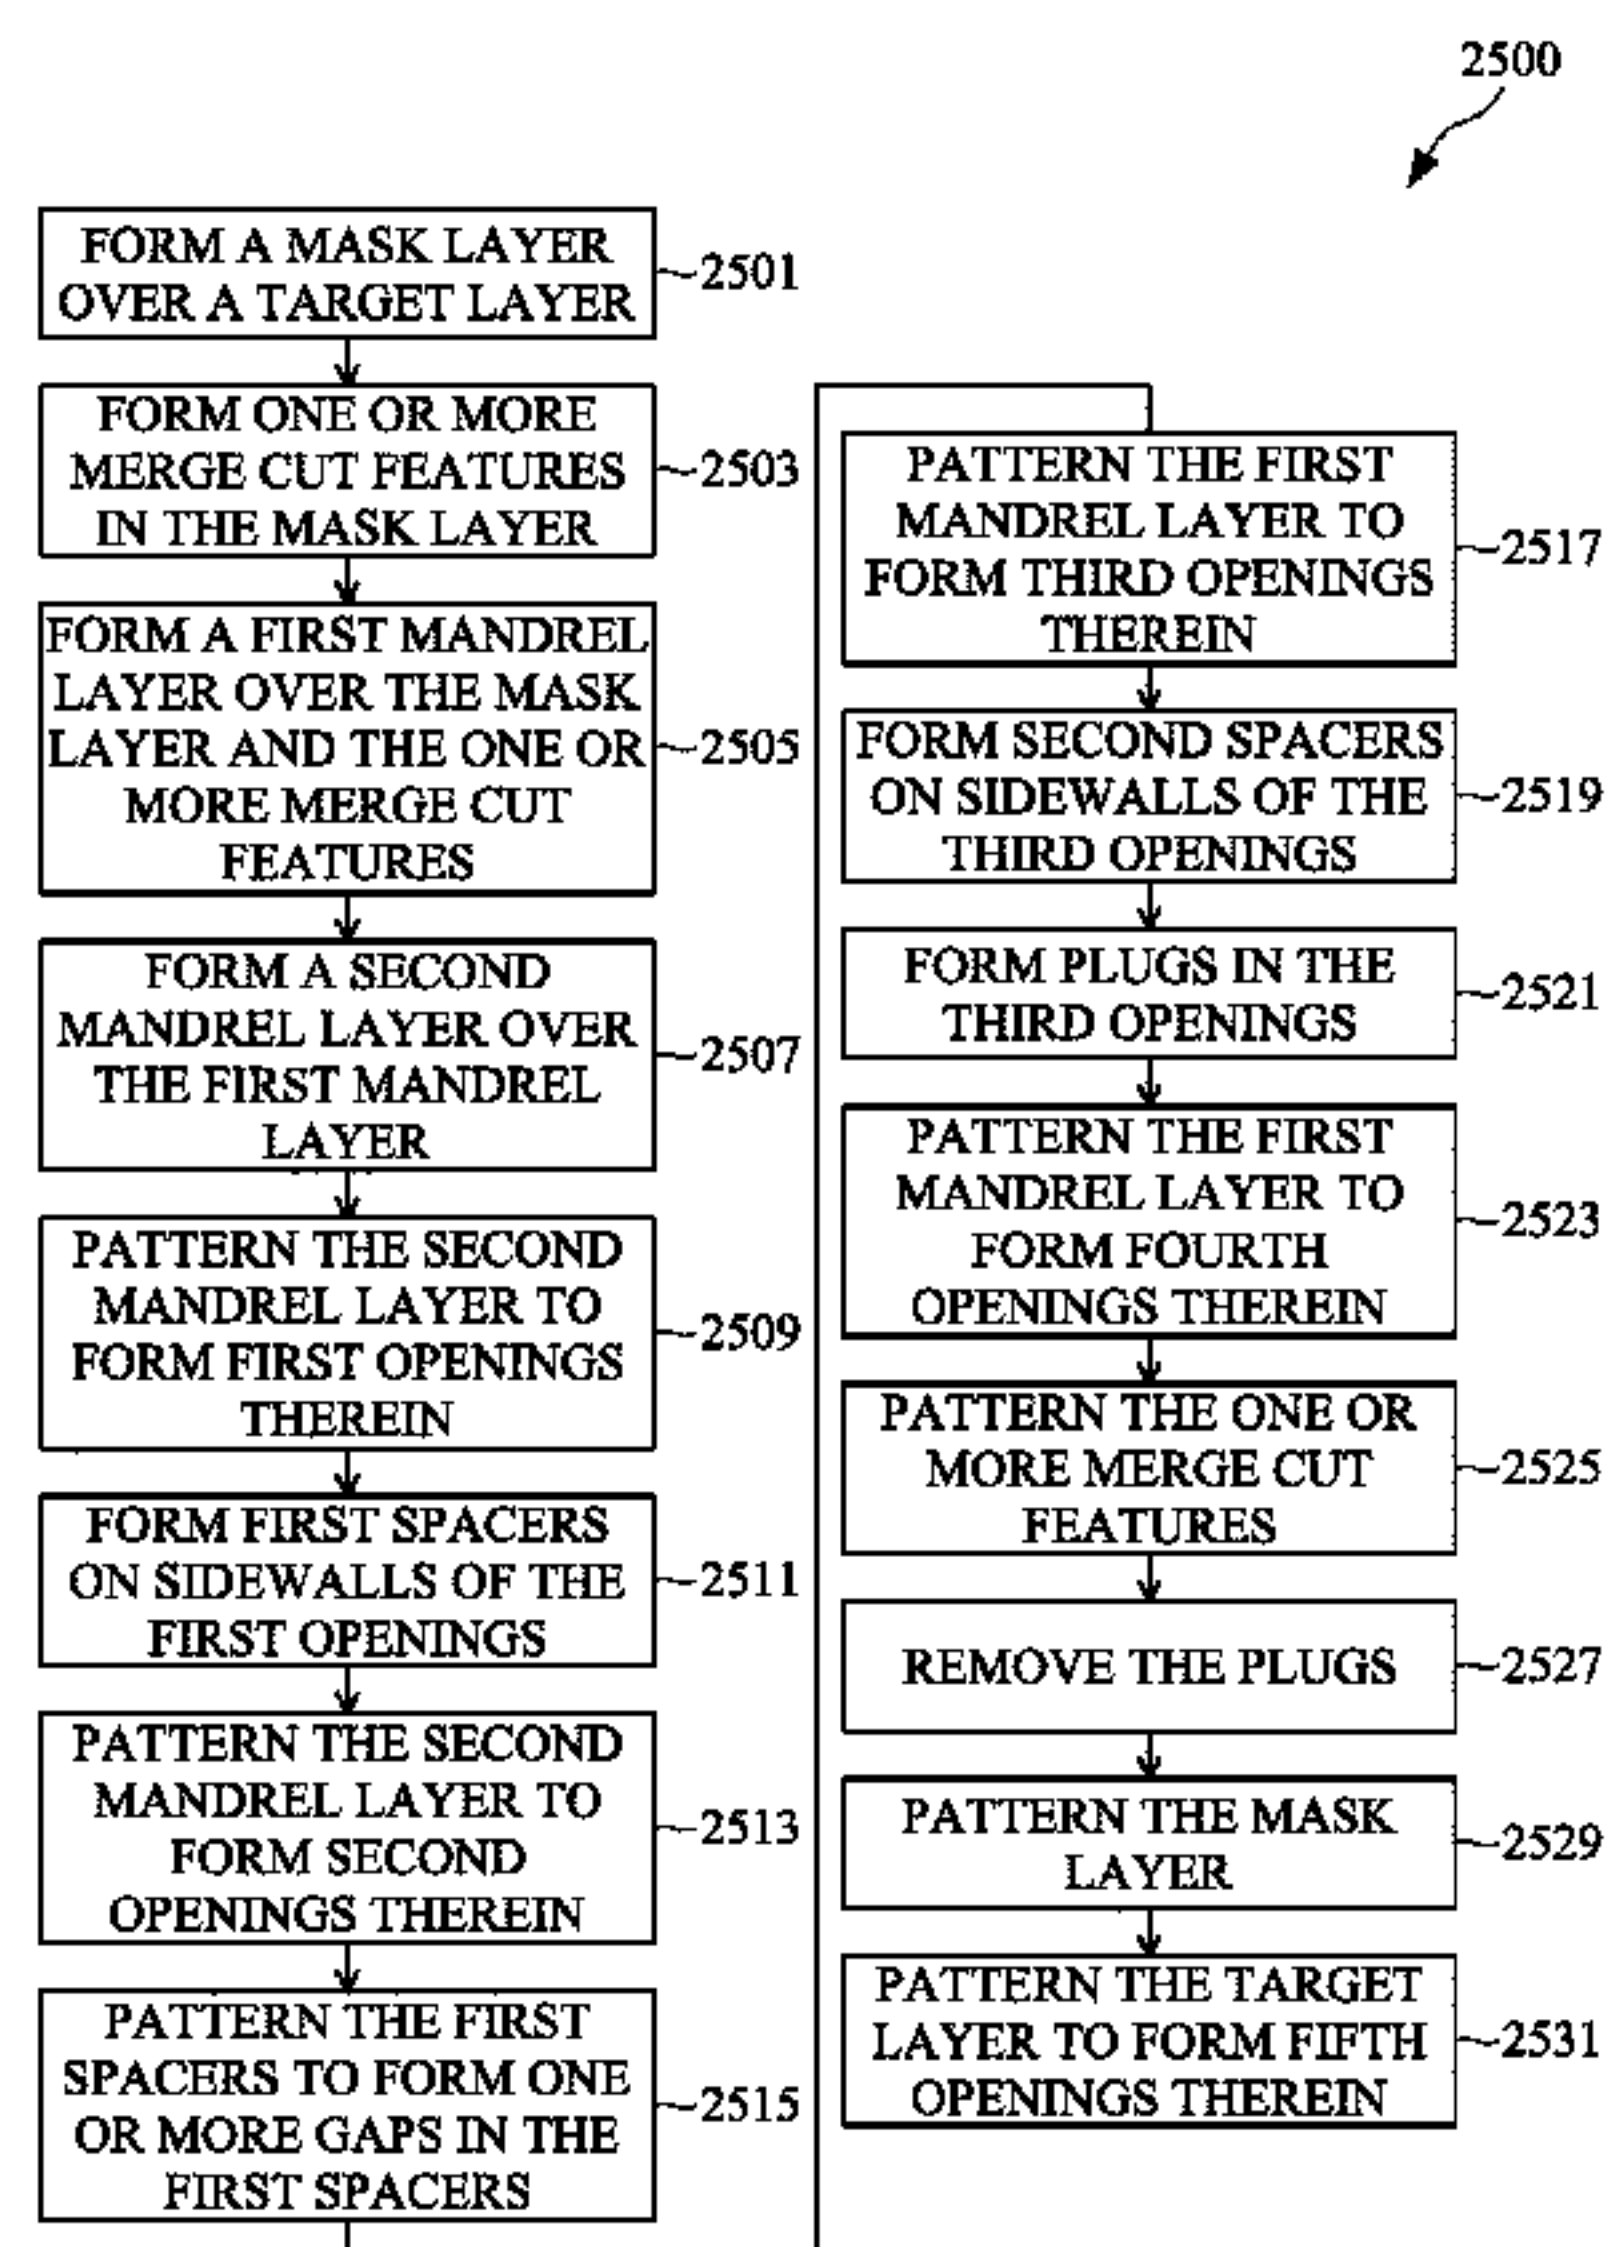 2500
FORM A MASK LAYER
OVER A TARGET LAYER
2501
FORM ONE OR MORE
MERGE CUT FEATURES
IN THE MASK LAYER
2503
FORM A FIRST MANDREL
LAYER OVER THE MASK
LAYER AND THE ONE OR
MORE MERGE CUT
FEATURES
2505
FORM A SECOND
MANDREL LAYER OVER
THE FIRST MANDREL
LAYER
2507
PATTERN THE SECOND
MANDREL LAYER TO
FORM FIRST OPENINGS
THEREIN
2509
FORM FIRST SPACERS
ON SIDEWALLS OF THE
FIRST OPENINGS
2511
PATTERN THE SECOND
MANDREL LAYER TO
FORM SECOND
OPENINGS THEREIN
2513
PATTERN THE FIRST
SPACERS TO FORM ONE
OR MORE GAPS IN THE
FIRST SPACERS
2515
PATTERN THE FIRST
MANDREL LAYER TO
FORM THIRD OPENINGS
THEREIN
2517
FORM SECOND SPACERS
ON SIDEWALLS OF THE
THIRD OPENINGS
2519
FORM PLUGS IN THE
THIRD OPENINGS
2521
PATTERN THE FIRST
MANDREL LAYER TO
FORM FOURTH
OPENINGS THEREIN
2523
PATTERN THE ONE OR
MORE MERGE CUT
FEATURES
2525
REMOVE THE PLUGS
2527
PATTERN THE MASK
LAYER
2529
PATTERN THE TARGET
LAYER TO FORM FIFTH
OPENINGS THEREIN
2531